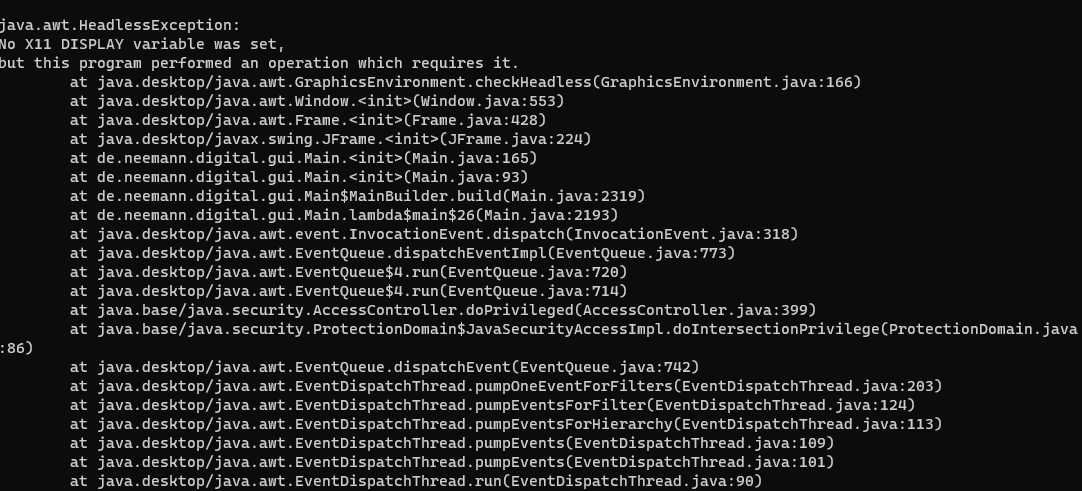 java.awt.HeadlessException:
No X11 DISPLAY variable was set,
but this program performed an operation which requires it.
        at java.desktop/java.awt.GraphicsEnvironment.checkHeadless(GraphicsEnvironment.java:166)
        at java.desktop/java.awt.Window.<init>(Window.java:553)
        at java.desktop/java.awt.Frame.<init>(Frame.java:428)
        at java.desktop/javax.swing.JFrame.<init>(JFrame.java:224)
        at de.neemann.digital.gui.Main.<init>(Main.java:165)
        at de.neemann.digital.gui.Main.<init>(Main.java:93)
        at de.neemann.digital.gui.Main$MainBuilder.build(Main.java:2319)
        at de.neemann.digital.gui.Main.lambda$main$26(Main.java:2193)
        at java.desktop/java.awt.event.InvocationEvent.dispatch(InvocationEvent.java:318)
        at java.desktop/java.awt.EventQueue.dispatchEventImpl(EventQueue.java:773)
        at java.desktop/java.awt.EventQueue$4.run(EventQueue.java:720)
        at java.desktop/java.awt.EventQueue$4.run(EventQueue.java:714)
        at java.base/java.security.AccessController.doPrivileged(AccessController.java:399)
        at java.base/java.security.ProtectionDomain$JavaSecurityAccessImpl.doIntersectionPrivilege(ProtectionDomain.java
:86)
        at java.desktop/java.awt.EventQueue.dispatchEvent(EventQueue.java:742)
        at java.desktop/java.awt.EventDispatchThread.pumpOneEventForFilters(EventDispatchThread.java:203)
        at java.desktop/java.awt.EventDispatchThread.pumpEventsForFilter(EventDispatchThread.java:124)
        at java.desktop/java.awt.EventDispatchThread.pumpEventsForHierarchy(EventDispatchThread.java:113)
        at java.desktop/java.awt.EventDispatchThread.pumpEvents(EventDispatchThread.java:109)
        at java.desktop/java.awt.EventDispatchThread.pumpEvents(EventDispatchThread.java:101)
        at java.desktop/java.awt.EventDispatchThread.run(EventDispatchThread.java:90)